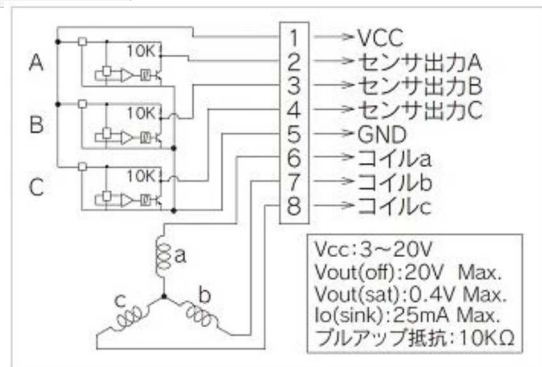 A
10K
B
10K
C
10K
1 VCC
2 センサ出力A
3 センサ出力B
4 センサ出力C
5 GND
6 コイルa
7 コイルb
8 コイルc
a
c
b
Vcc:3〜20V
Vout(off):20V Max.
Vout(sat):0.4V Max.
Io(sink):25mA Max.
プルアップ抵抗:10KΩ